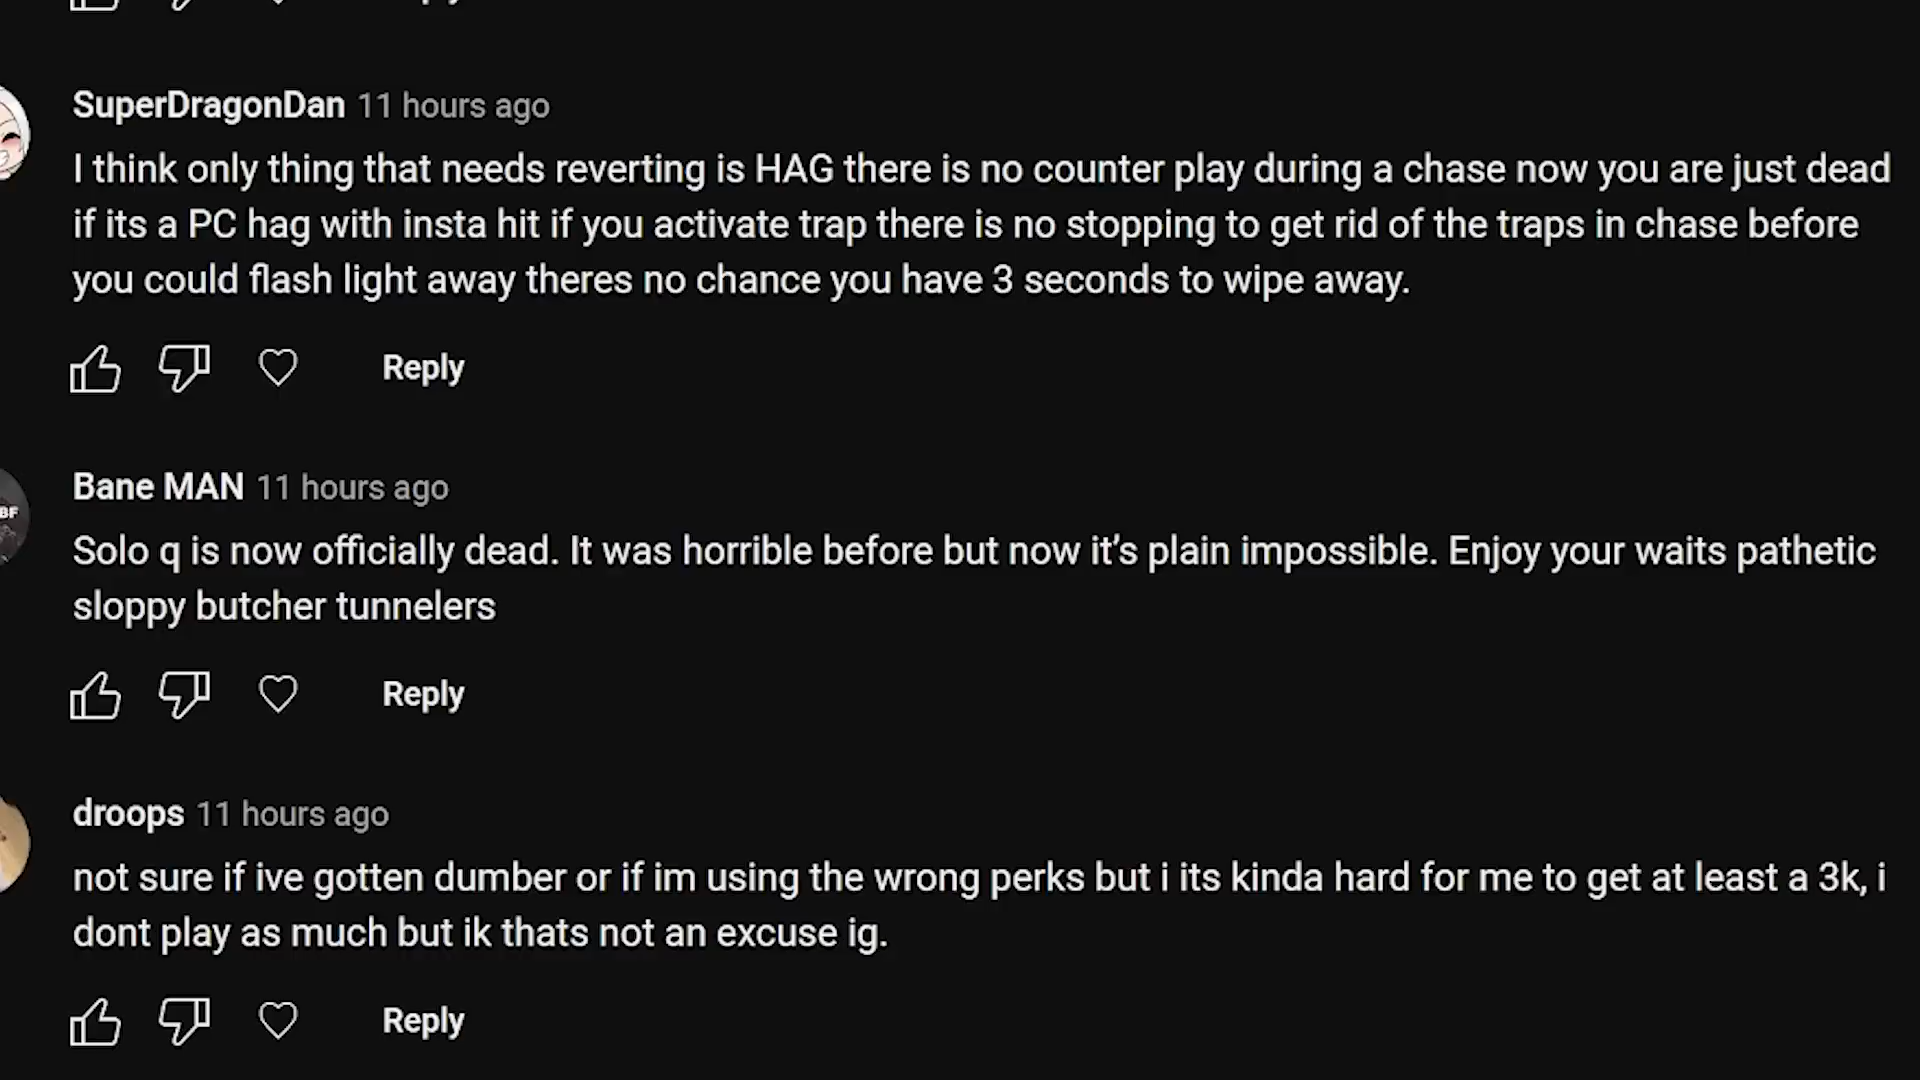 SuperDragonDan 11 hours ago
I think only thing that needs reverting is HAG there is no counter play during a chase now you are just dead
if its a PC hag with insta hit if you activate trap there is no stopping to get rid of the traps in chase before
you could flash light away theres no chance you have 3 seconds to wipe away.
Reply
BF
Bane MAN 11 hours ago
Solo q is now officially dead. It was horrible before but now it’s plain impossible. Enjoy your waits pathetic
sloppy butcher tunnelers
Reply
droops 11 hours ago
not sure if ive gotten dumber or if im using the wrong perks but i its kinda hard for me to get at least a 3k, i
dont play as much but ik thats not an excuse ig.
Reply